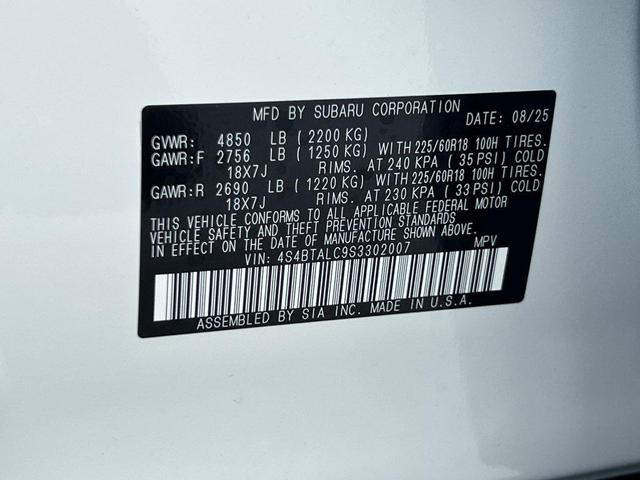 MFD BY SUBARU CORPORATION DATE: 08/25
GVWR: 4850 LB (2200 KG)
GAWR:F 2756 LB (1250 KG) WITH 225/60R18 100H TIRES.
18X7J RIMS. AT 240 KPA (35 PSI) COLD
GAWR:R 2690 LB (1220 KG) WITH 225/60R18 100H TIRES.
18X7J RIMS. AT 230 KPA (33 PSI) COLD
THIS VEHICLE CONFORMS TO ALL APPLICABLE FEDERAL MOTOR
VEHICLE SAFETY AND THEFT PREVENTION STANDARDS
IN EFFECT ON THE DATE OF MANUFACTURE SHOWN ABOVE.
VIN: 4S4BTALC9S3302007 MPV
ASSEMBLED BY SIA INC. MADE IN U.S.A.